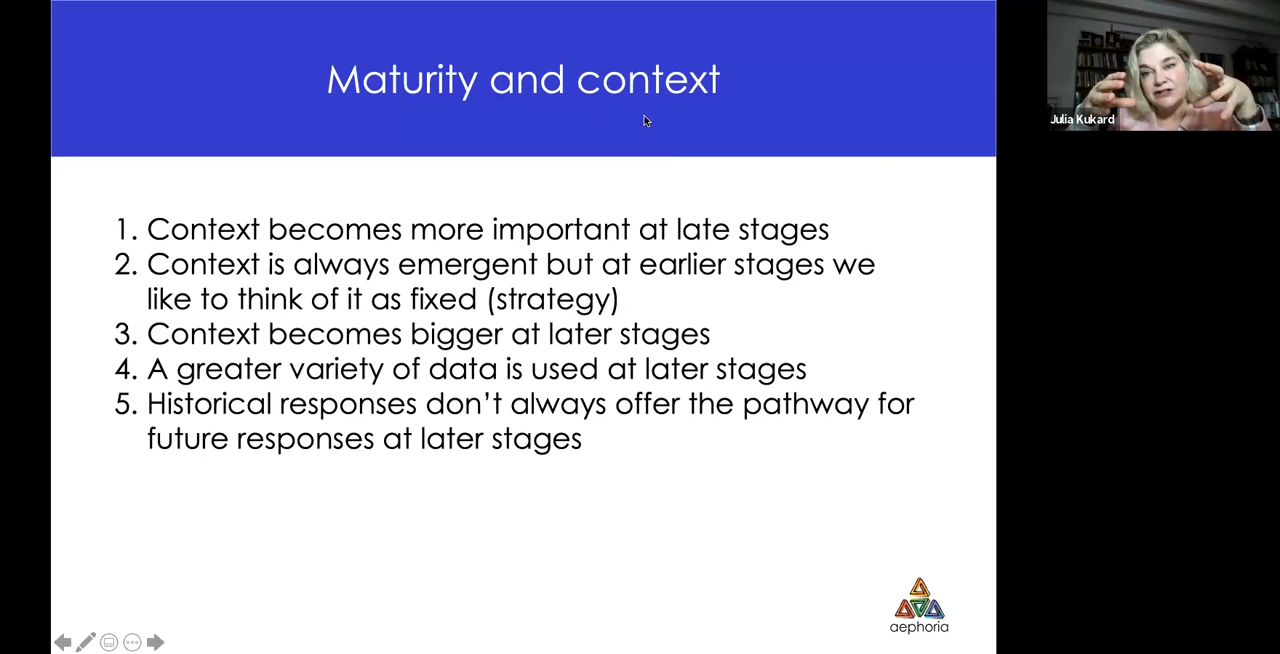 Maturity and context
Julia Kukard
1. Context becomes more important at late stages
2. Context is always emergent but at earlier stages we
like to think of it as fixed (strategy)
3. Context becomes bigger at later stages
4. A greater variety of data is used at later stages
5. Historical responses don’t always offer the pathway for
future responses at later stages
aephoria